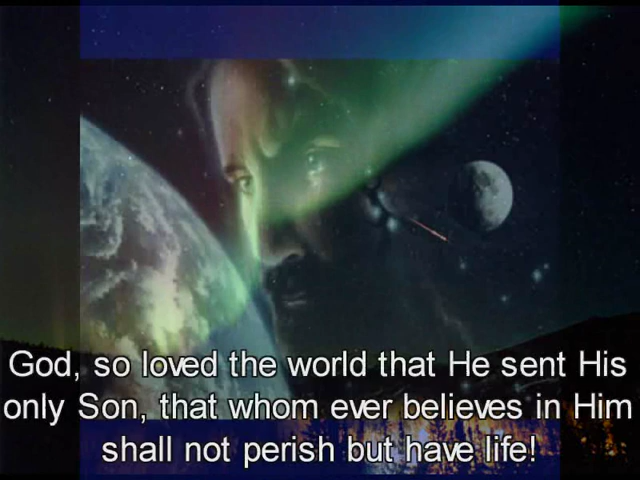 God, so loved the world that He sent His
only Son, that whom ever believes in Him
shall not perish but have life!